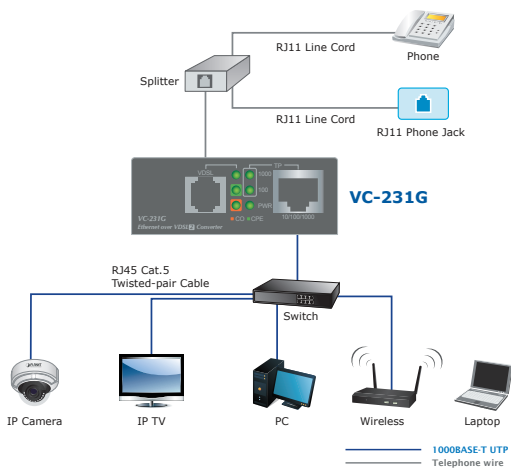 RJ11 Line Cord
Phone
Splitter
RJ11 Line Cord
RJ11 Phone Jack
TP
VDSL
1000
100
PWR
VC-231G
CO CPE
10/100/1000
Ethernet over VDSL2 Converter
VC-231G
RJ45 Cat.5
Twisted-pair Cable
Switch
PLANET
IP Camera
IP TV
PC
Wireless
Laptop
1000BASE-T UTP
Telephone wire